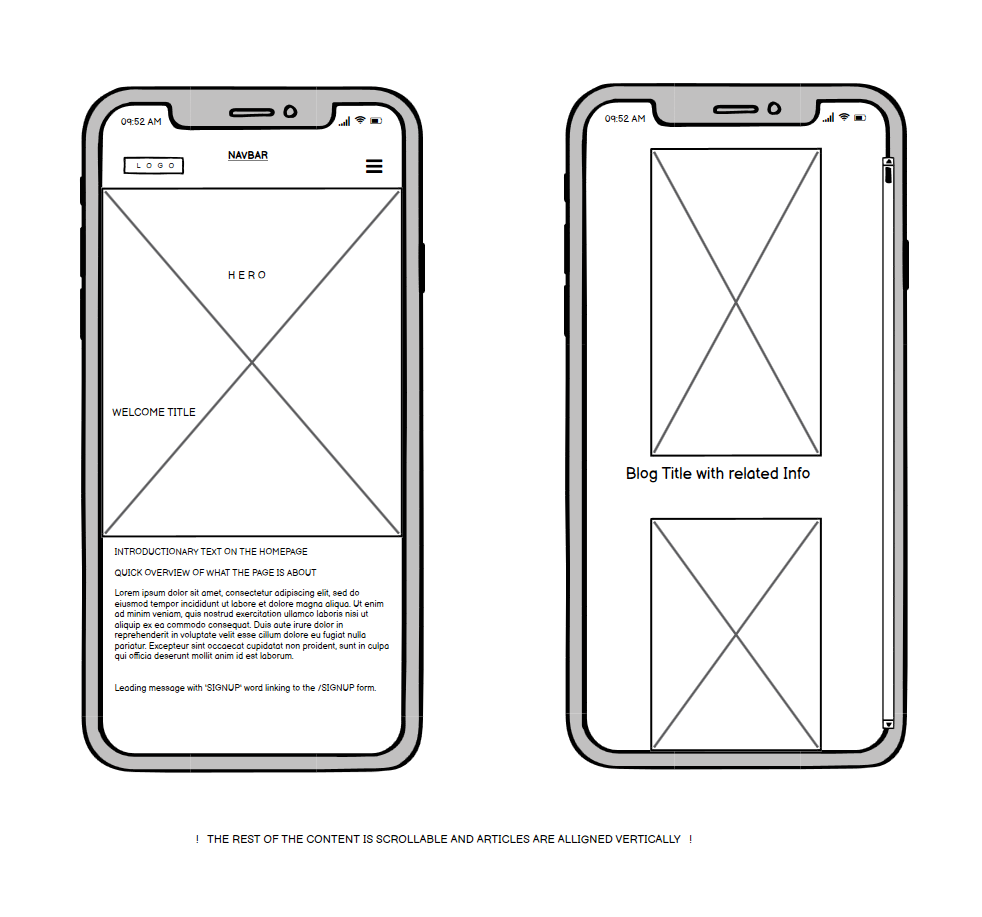 09:52 AM
NAVBAR
LOGO
HERO
WELCOME TITLE
INTRODUCTIONARY TEXT ON THE HOMEPAGE
QUICK OVERVIEW OF WHAT THE PAGE IS ABOUT
Lorem ipsum dolor sit amet, consectetur adipiscing elit, sed do
eiusmod tempor incididunt ut labore et dolore magna aliqua. Ut enim
ad minim veniam, quis nostrud exercitation ullamco laboris nisi ut
aliquip ex ea commodo consequat. Duis aute irure dolor in
reprehenderit in voluptate velit esse cillum dolore eu fugiat nulla
pariatur. Excepteur sint occaecat cupidatat non proident, sunt in culpa
qui officia deserunt mollit anim id est laborum.
Leading message with 'SIGNUP' word linking to the /SIGNUP form.
09:52 AM
Blog Title with related Info
! THE REST OF THE CONTENT IS SCROLLABLE AND ARTICLES ARE ALLIGNED VERTICALLY !